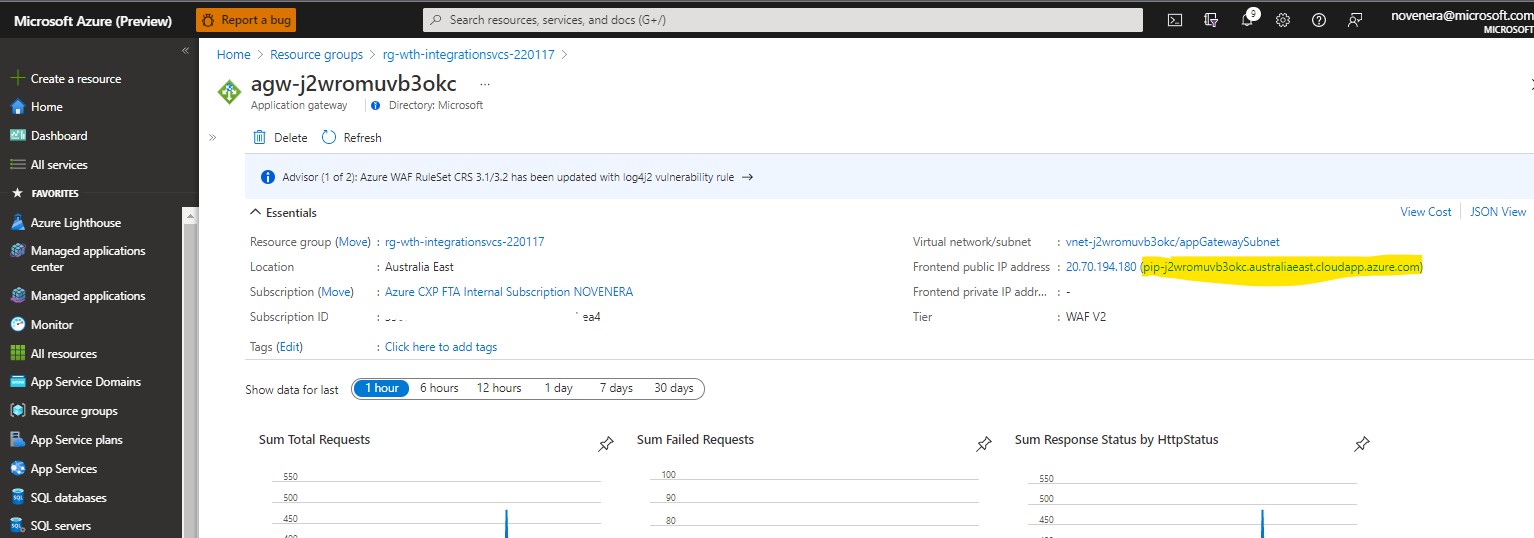 Microsoft Azure (Preview)
Report a bug
Search resources, services, and docs (G+/)
9
novenera@microsoft.com
MICROSOFT
Create a resource
Home
Dashboard
All services
FAVORITES
Azure Lighthouse
Managed applications
center
Managed applications
Monitor
All resources
App Service Domains
Resource groups
App Service plans
App Services
SQL databases
SQL servers
Home > Resource groups > rg-wth-integrationsvcs-220117 >
agw-j2wromuvb3okc ...
Application gateway | Directory: Microsoft
Delete Refresh
Advisor (1 of 2): Azure WAF RuleSet CRS 3.1/3.2 has been updated with log4j2 vulnerability rule →
Essentials
View Cost JSON View
Resource group (Move) : rg-wth-integrationsvcs-220117
Location : Australia East
Subscription (Move) : Azure CXP FTA Internal Subscription NOVENERA
Subscription ID : ea4
Tags (Edit) : Click here to add tags
Virtual network/subnet : vnet-j2wromuvb3okc/appGatewaySubnet
Frontend public IP address : 20.70.194.180 (pip-j2wromuvb3okc.australiaeast.cloudapp.azure.com)
Frontend private IP addr... : -
Tier : WAF V2
Show data for last 1 hour 6 hours 12 hours 1 day 7 days 30 days
Sum Total Requests
550
500
450
Sum Failed Requests
100
90
80
Sum Response Status by HttpStatus
550
500
450